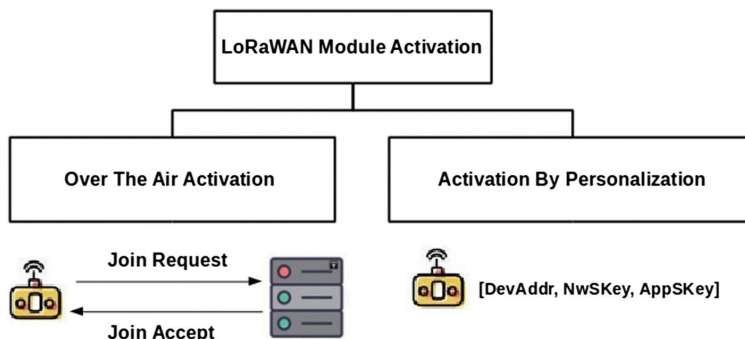 LoRaWAN Module Activation
Over The Air Activation
Activation By Personalization
Join Request
[DevAddr, NwSKey, AppSKey]
Join Accept